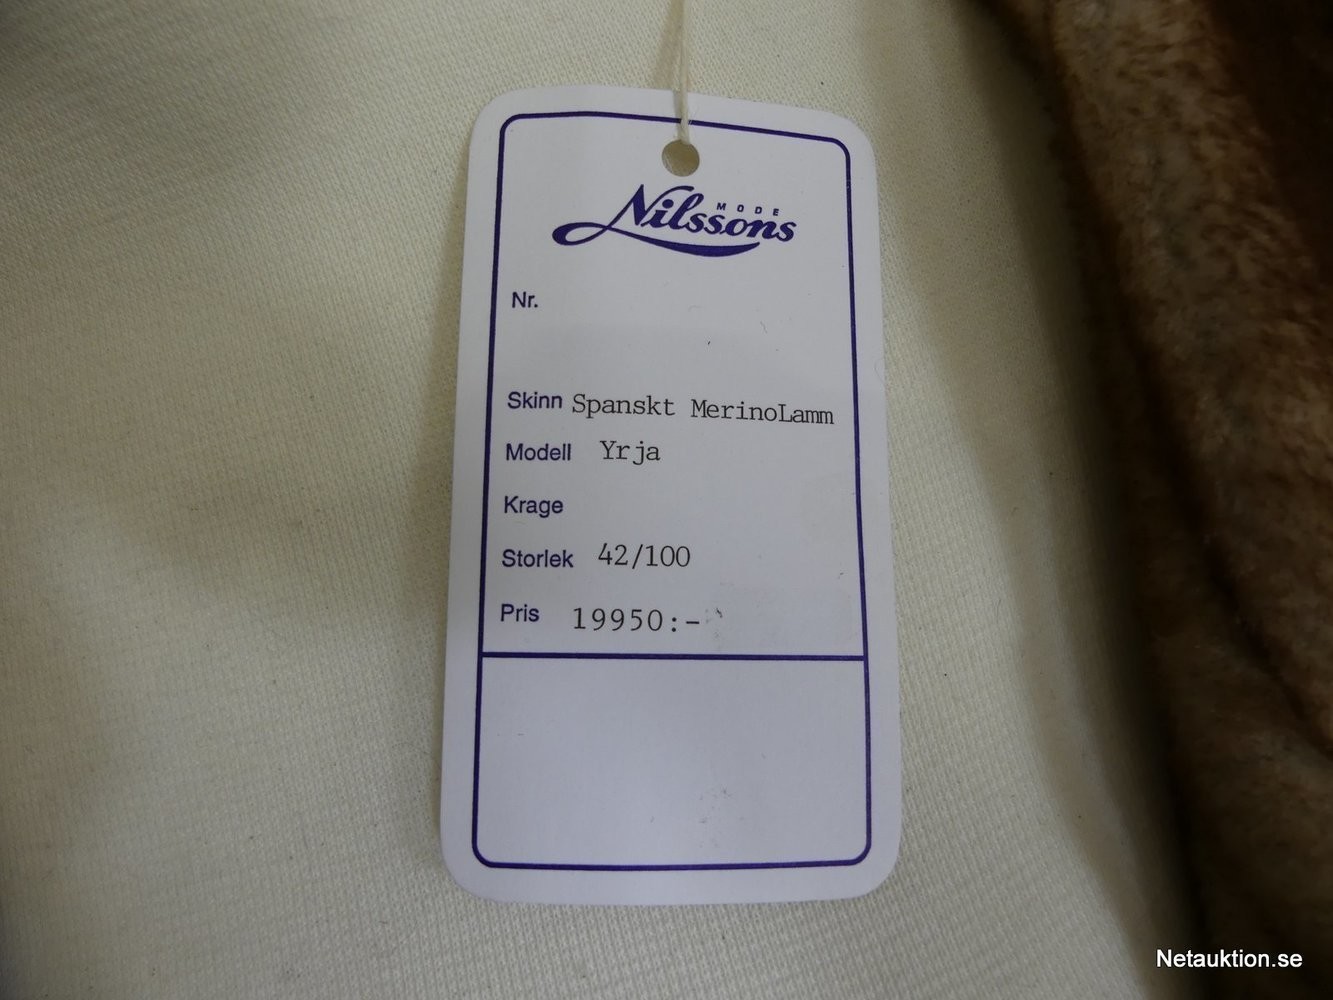 MODE
Nilssons
Nr.
Skinn Spanskt MerinoLamm
Modell Yrja
Krage
Storlek 42/100
Pris 19950:-
Netauktion.se